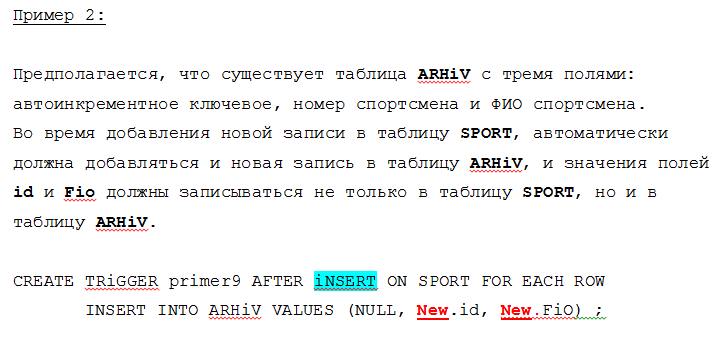 Пример 2:
Предполагается, что существует таблица ARHiV с тремя полями:
автоинкрементное ключевое, номер спортсмена и ФИО спортсмена.
Во время добавления новой записи в таблицу SPORT, автоматически
должна добавляться и новая запись в таблицу ARHiV, и значения полей
id и Fio должны записываться не только в таблицу SPORT, но и в
таблицу ARHiV.
CREATE TRiGGER primer9 AFTER iNSERT ON SPORT FOR EACH ROW
INSERT INTO ARHiV VALUES (NULL, New.id, New.FiO) ;